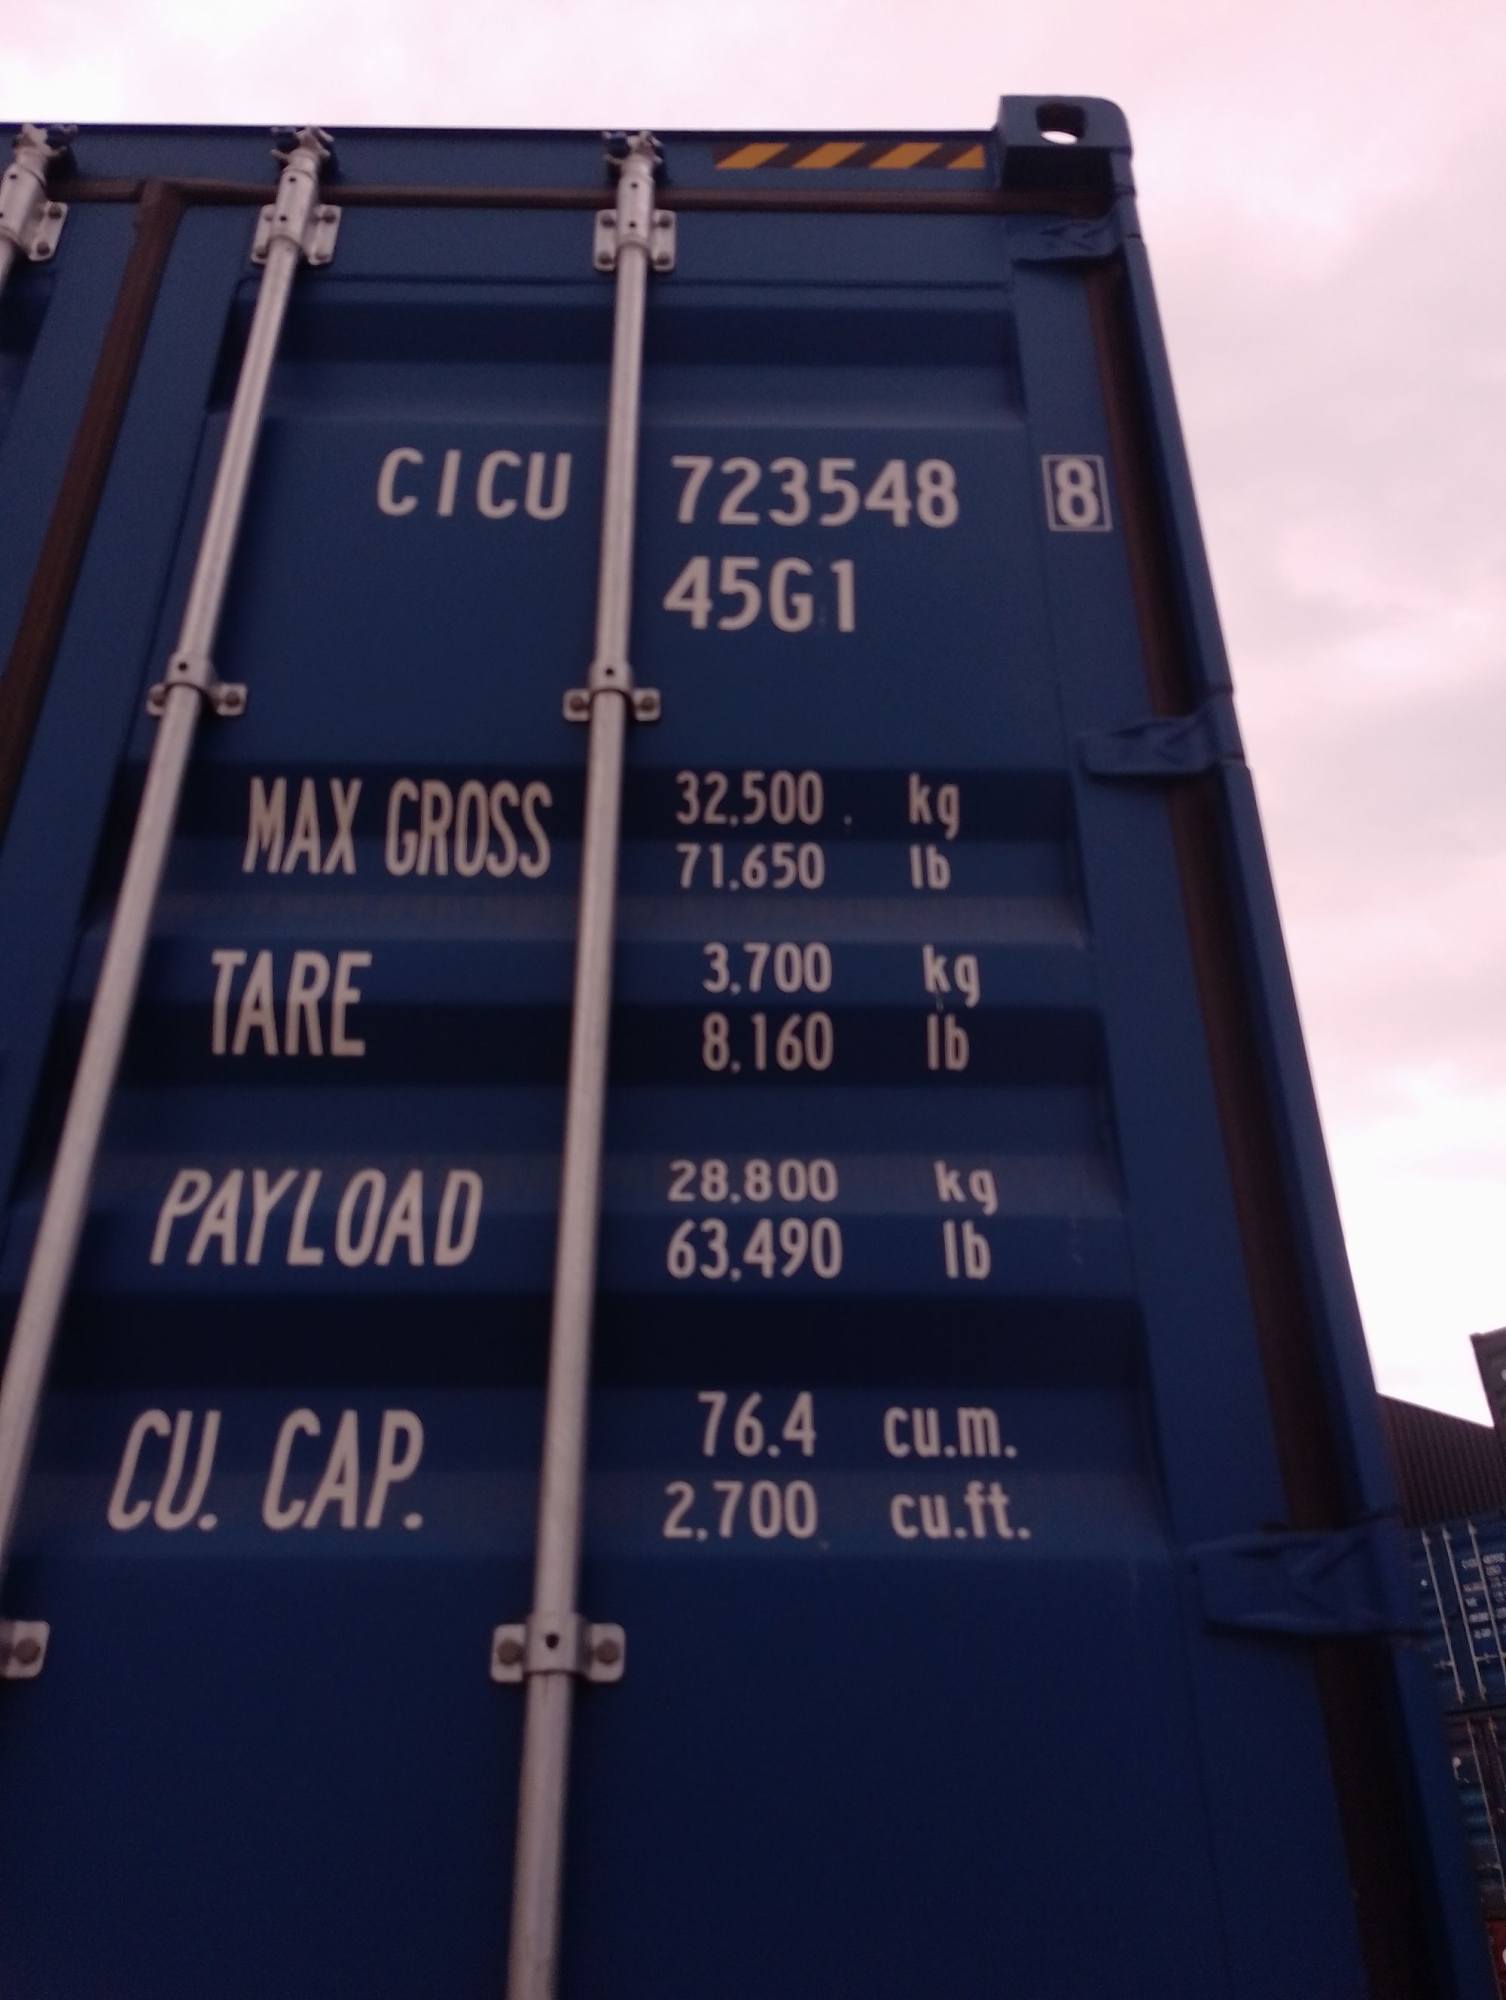 CICU 723548 8
45G1
MAX GROSS 32,500 kg
71,650 lb
TARE 3,700 kg
8,160 lb
PAYLOAD 28,800 kg
63,490 lb
CU. CAP. 76.4 cu.m.
2,700 cu.ft.